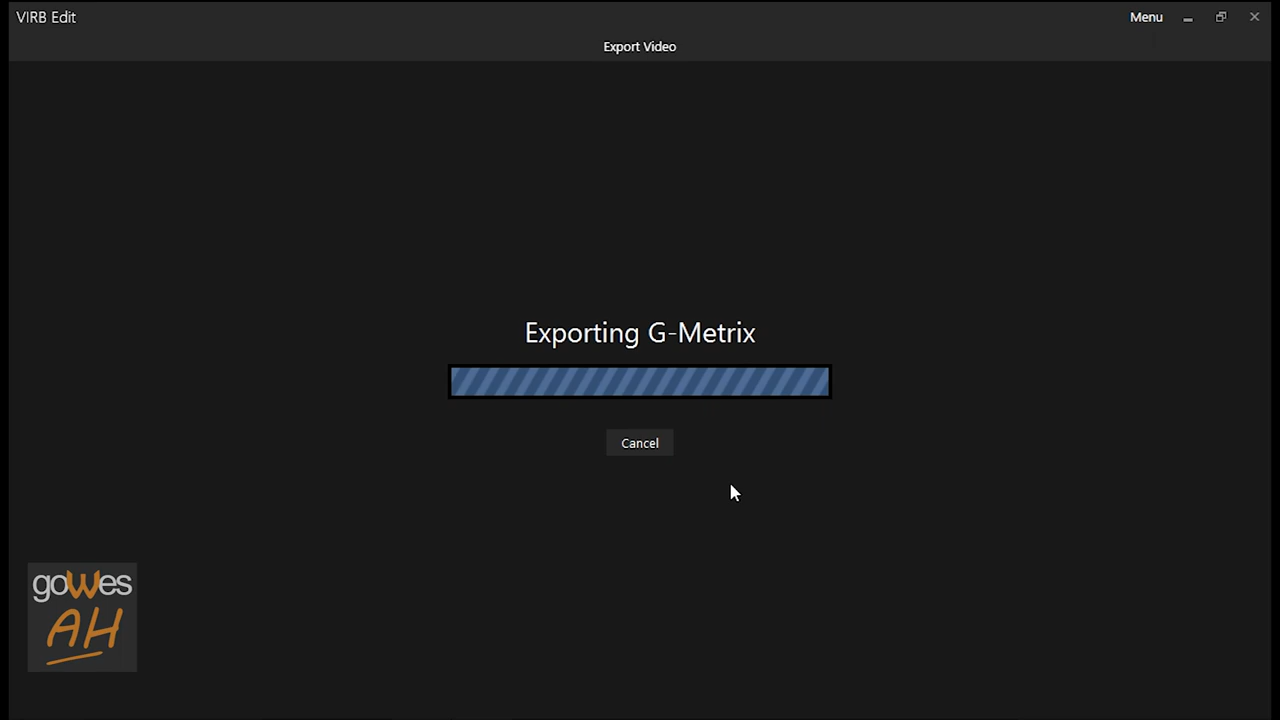 VIRB Edit
Menu
Export Video
Exporting G-Metrix
Cancel
goWes
AH